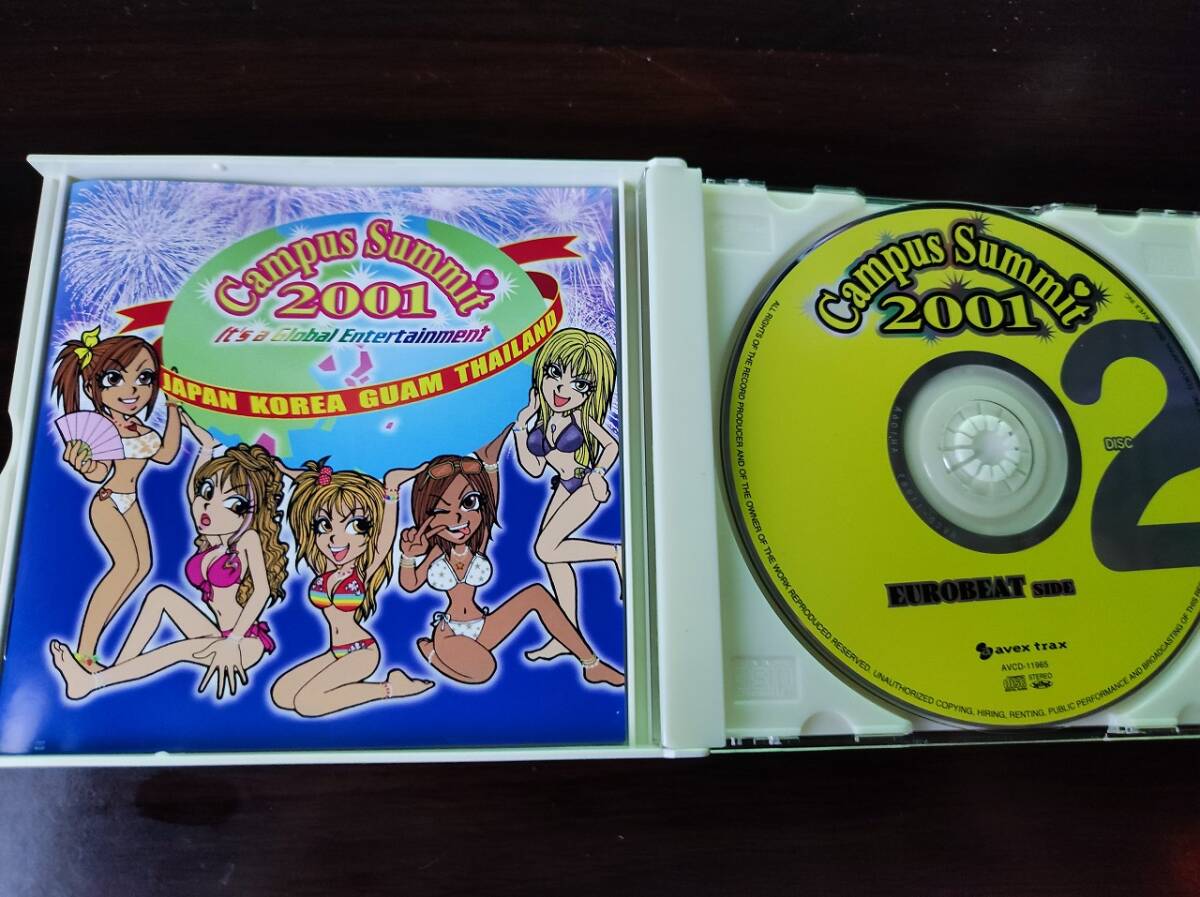 Campus Summit
2001
It's a Global Entertainment
JAPAN KOREA GUAM THAILAND
Campus Summit
2001
DISC
2
EUROBEAT SIDE
avex trax
AVCD-11965
STEREO
ALL RIGHTS OF THE RECORD PRODUCER AND OF THE OWNER OF THE WORK REPRODUCED RESERVED. UNAUTHORIZED COPYING, HIRING, RENTING, PUBLIC PERFORMANCE AND BROADCASTING OF THIS